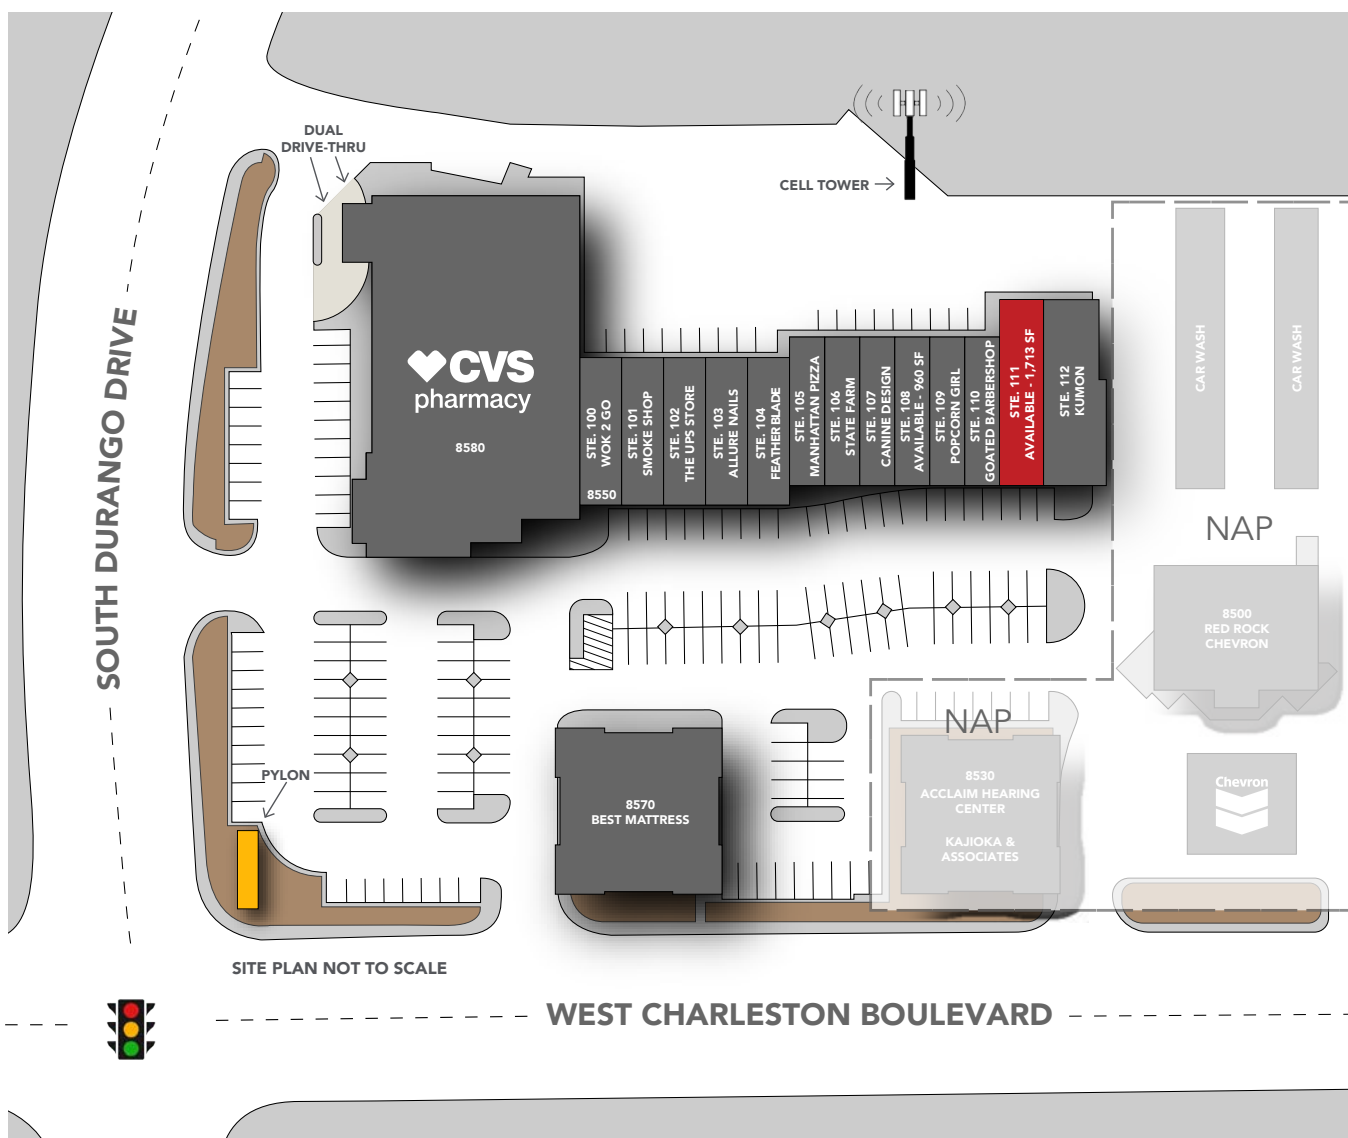 DUAL
DRIVE-THRU
CELL TOWER
SOUTH DURANGO DRIVE
CVS
pharmacy
8580
STE. 100
WOK 2 GO
8550
STE. 101
SMOKE SHOP
STE. 102
THE UPS STORE
STE. 103
ALLURE NAILS
STE. 104
FEATHER BLADE
STE. 105
MANHATTAN PIZZA
STE. 106
STATE FARM
STE. 107
CANINE DESIGN
STE. 108
AVAILABLE - 960 SF
STE. 109
POPCORN GIRL
STE. 110
GOATED BARBERSHOP
STE. 111
AVAILABLE - 1,713 SF
STE. 112
KUMON
CAR WASH
CAR WASH
NAP
8500
RED ROCK
CHEVRON
NAP
PYLON
8570
BEST MATTRESS
8530
ACCLAIM HEARING
CENTER
KAJIOKA &
ASSOCIATES
Chevron
SITE PLAN NOT TO SCALE
WEST CHARLESTON BOULEVARD